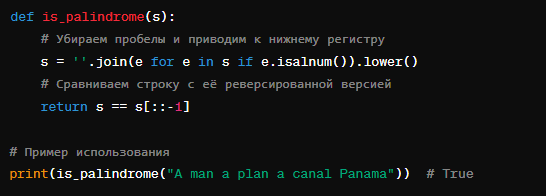 def is_palindrome(s):
    # Убираем пробелы и приводим к нижнему регистру
    s = ''.join(e for e in s if e.isalnum()).lower()
    # Сравниваем строку с её реверсированной версией
    return s == s[::-1]

# Пример использования
print(is_palindrome("A man a plan a canal Panama"))  # True